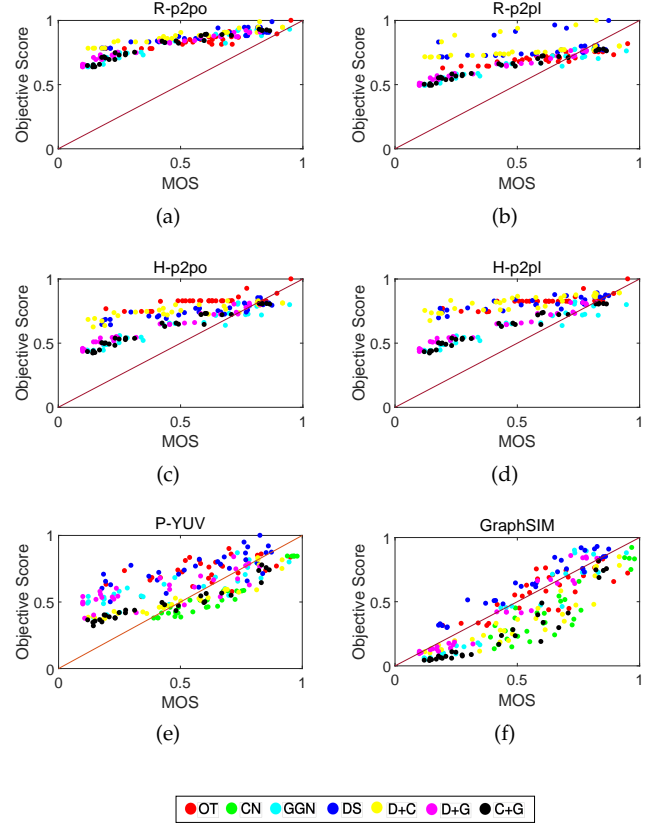 R-p2po
R-p2pl
1
0.5
0
Objective Score
0
0.5
1
MOS
1
0.5
0
Objective Score
0
0.5
1
MOS
(a)
(b)
H-p2po
H-p2pl
1
0.5
0
Objective Score
0
0.5
1
MOS
1
0.5
0
Objective Score
0
0.5
1
MOS
(c)
(d)
P-YUV
GraphSIM
1
0.5
0
Objective Score
0
0.5
1
MOS
1
0.5
0
Objective Score
0
0.5
1
MOS
(e)
(f)
OT CN GGN DS D+C D+G C+G